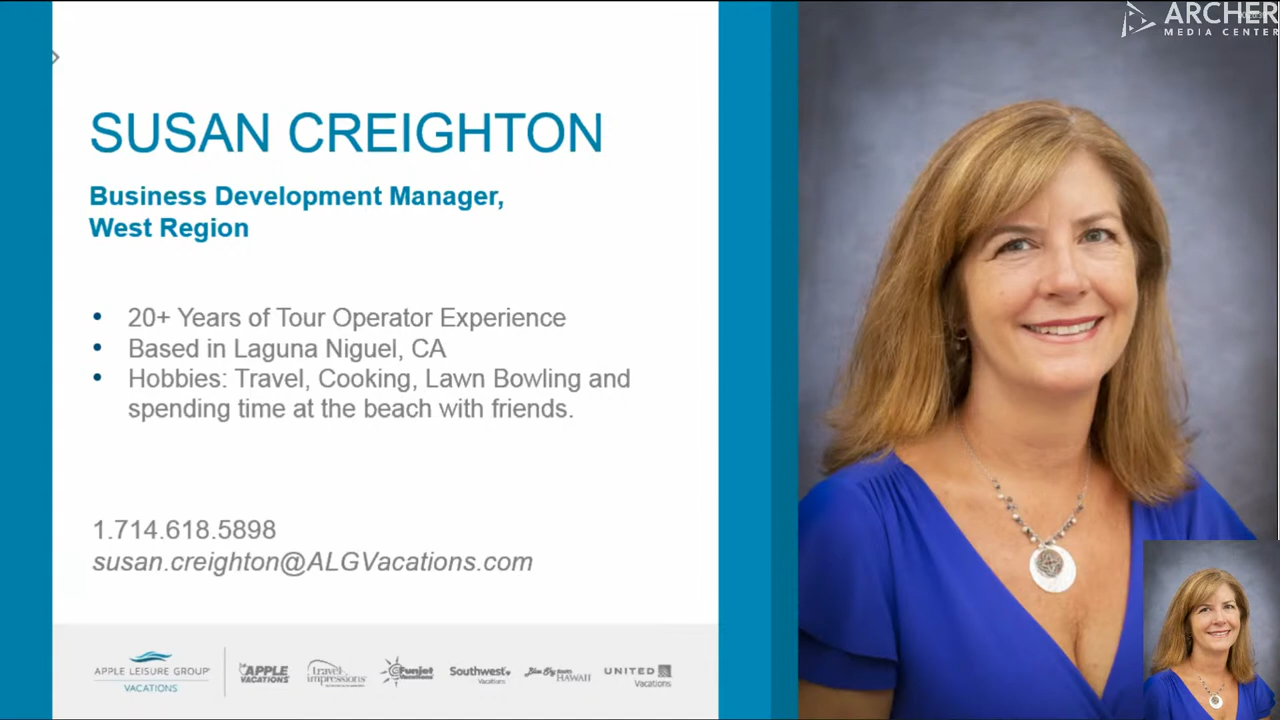 ARCHER
MEDIA CENTER
SUSAN CREIGHTON
Business Development Manager,
West Region
• 20+ Years of Tour Operator Experience
• Based in Laguna Niguel, CA
• Hobbies: Travel, Cooking, Lawn Bowling and
spending time at the beach with friends.
1.714.618.5898
susan.creighton@ALGVacations.com
APPLE LEISURE GROUP
VACATIONS
APPLE
VACATIONS
Travel
impressions
Funjet
Vacations
Southwest
Vacations
Blue Sky Tours
HAWAII
UNITED
Vacations